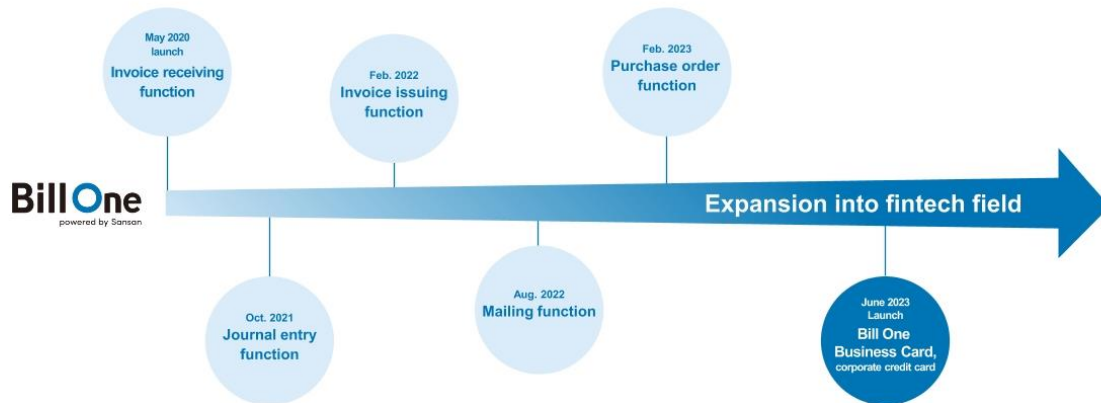 May 2020
launch
Invoice receiving
function
Feb. 2022
Invoice issuing
function
Feb. 2023
Purchase order
function
Bill One
powered by Sansan
Expansion into fintech field
Oct. 2021
Journal entry
function
Aug. 2022
Mailing function
June 2023
Launch
Bill One
Business Card,
corporate credit card